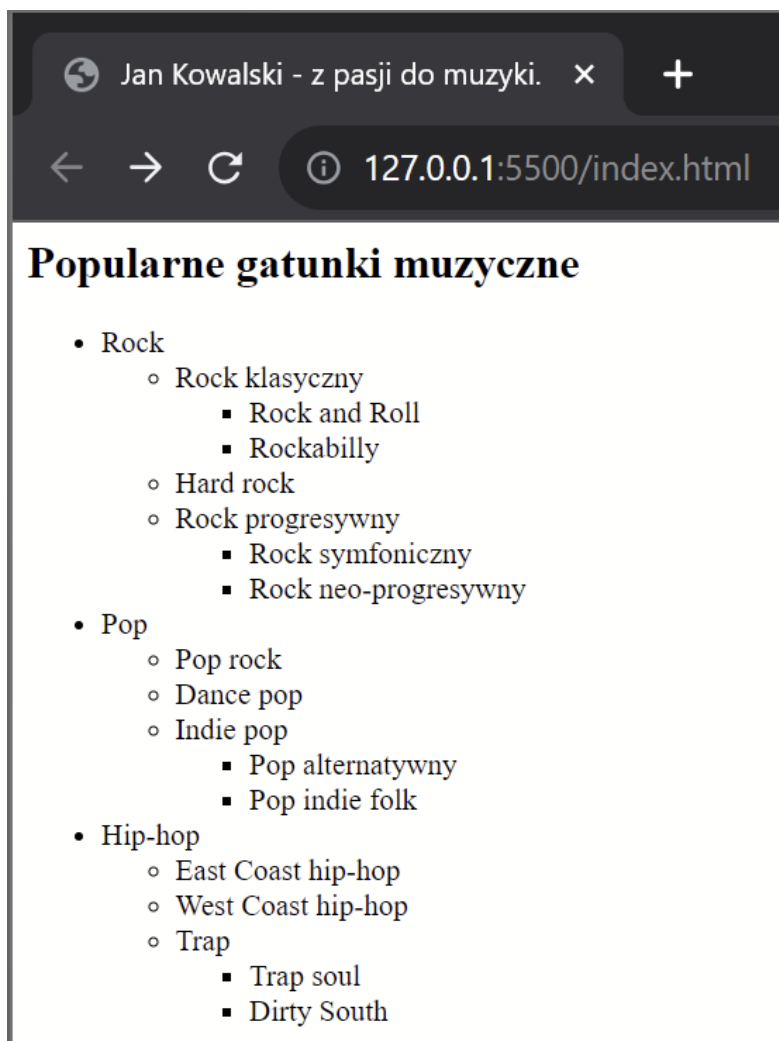 Jan Kowalski - z pasji do muzyki.
127.0.0.1:5500/index.html
Popularne gatunki muzyczne
Rock
Rock klasyczny
Rock and Roll
Rockabilly
Hard rock
Rock progresywny
Rock symfoniczny
Rock neo-progresywny
Pop
Pop rock
Dance pop
Indie pop
Pop alternatywny
Pop indie folk
Hip-hop
East Coast hip-hop
West Coast hip-hop
Trap
Trap soul
Dirty South